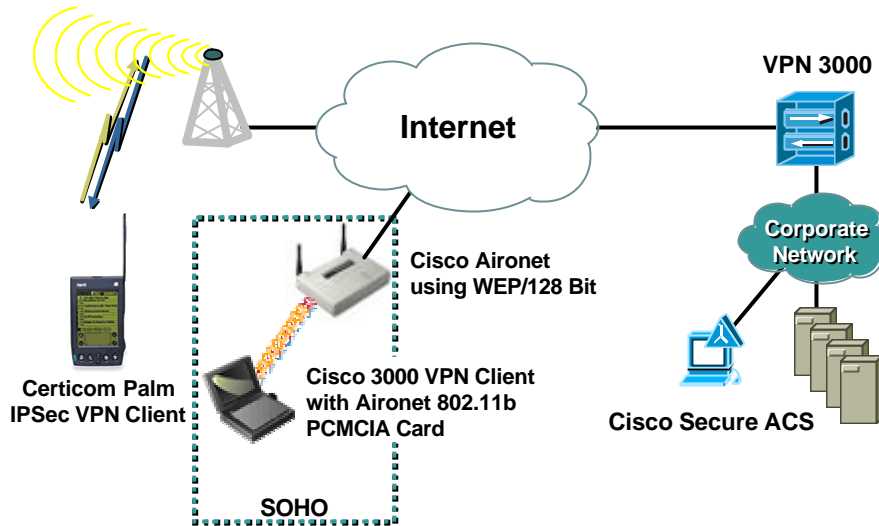 VPN 3000
Internet
Corporate
Network
Cisco Aironet
using WEP/128 Bit
Certicom Palm
IPSec VPN Client
Cisco 3000 VPN Client
with Aironet 802.11b
PCMCIA Card
Cisco Secure ACS
SOHO